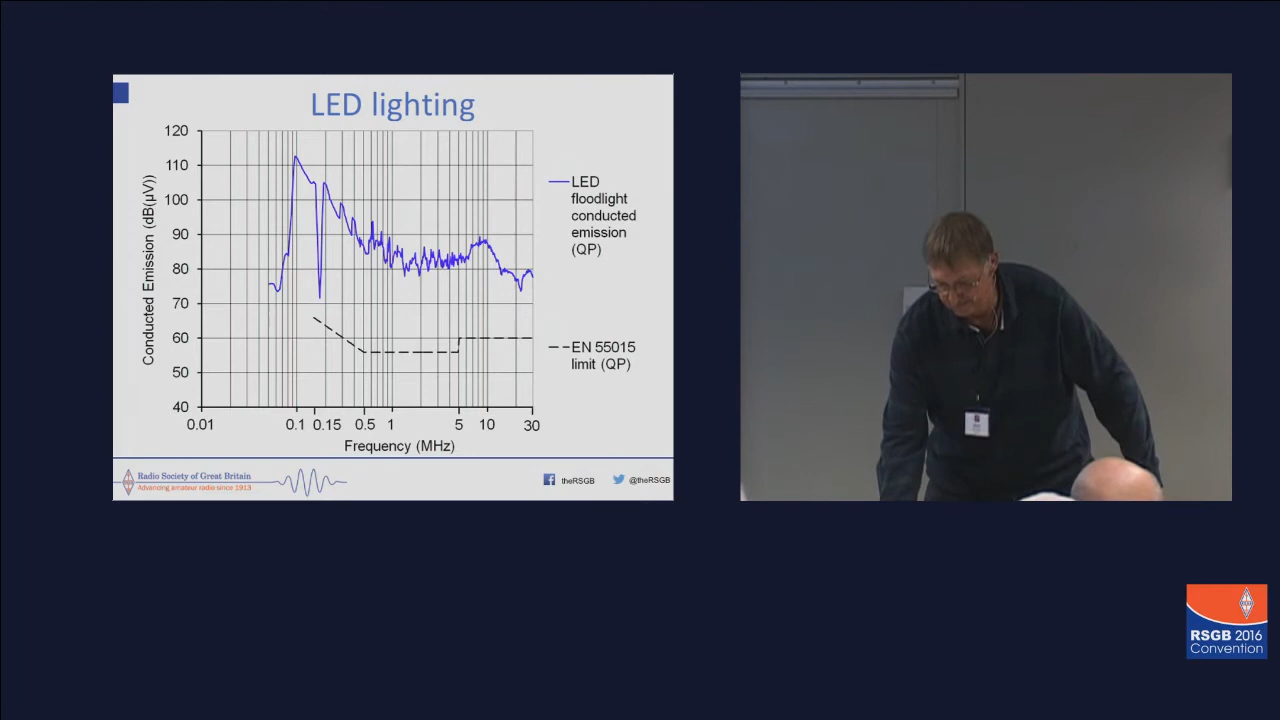 LED lighting
120
110
100
90
80
70
60
50
40
Conducted Emission (dB(μV))
0.01
0.1
0.15
0.5
1
5
10
30
Frequency (MHz)
LED
floodlight
conducted
emission
(QP)
EN 55015
limit (QP)
Radio Society of Great Britain
Advancing amateur radio since 1913
theRSGB
@theRSGB
RSGB 2016
Convention